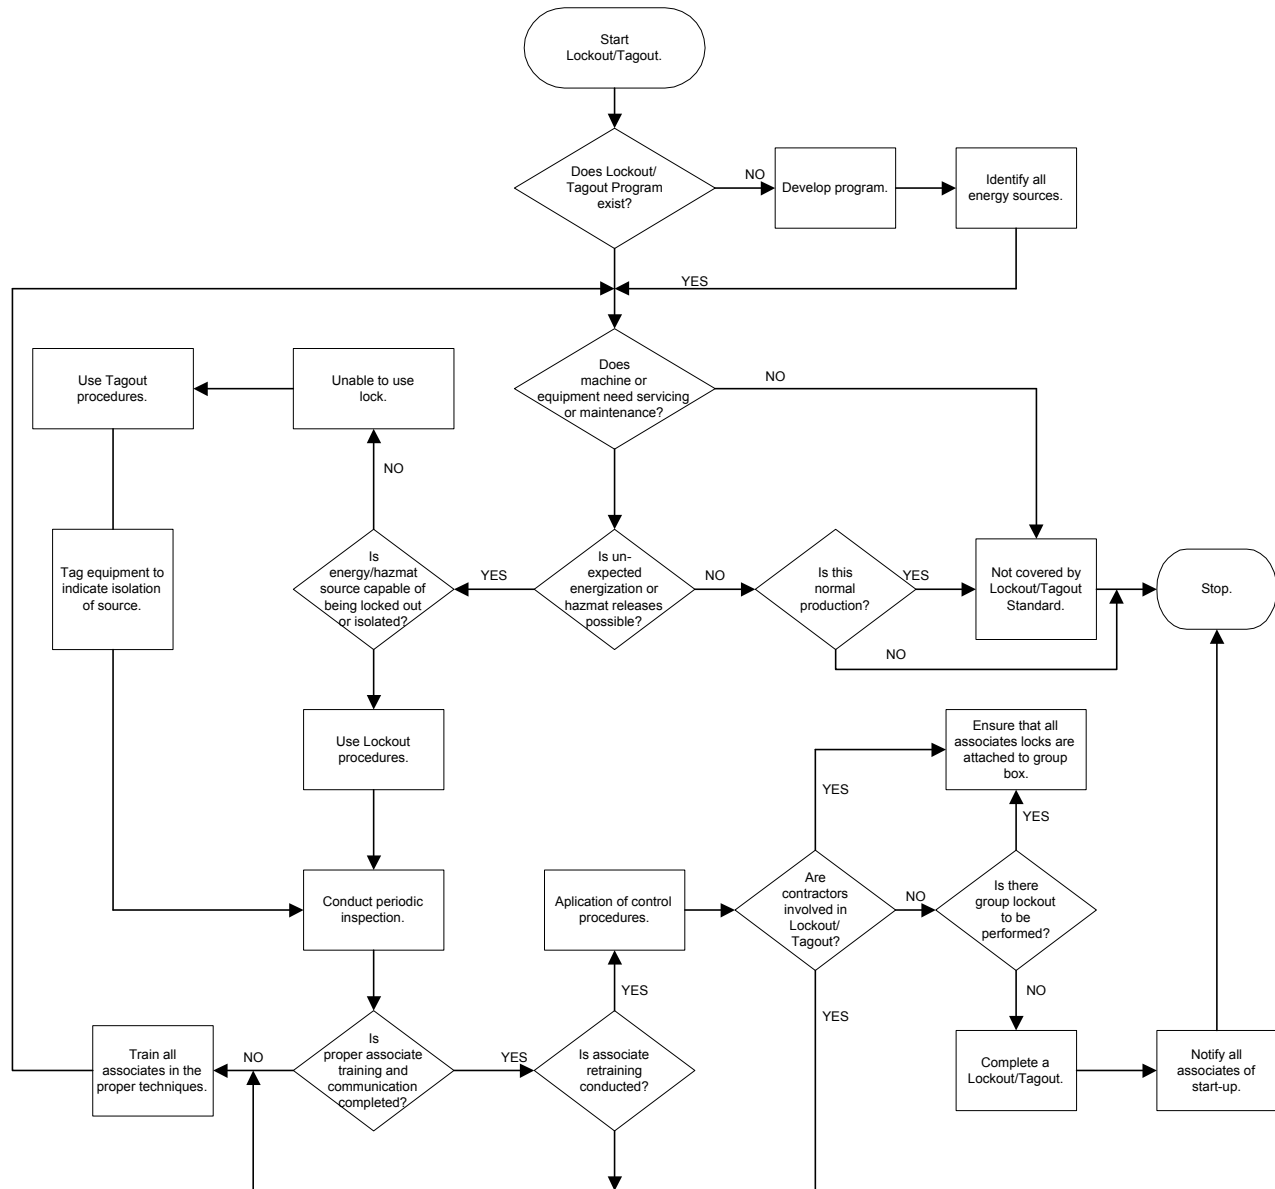 Start
Lockout/Tagout.
Does Lockout/
Tagout Program
exist?
NO
Develop program.
Identify all
energy sources.
YES
Use Tagout
procedures.
Unable to use
lock.
Does
machine or
equipment need servicing
or maintenance?
NO
NO
Tag equipment to
indicate isolation
of source.
Is
energy/hazmat
source capable of
being locked out
or isolated?
YES
Is un-
expected
energization or
hazmat releases
possible?
NO
Is this
normal
production?
YES
Not covered by
Lockout/Tagout
Standard.
Stop.
NO
Use Lockout
procedures.
Ensure that all
associates locks are
attached to group
box.
YES
YES
Conduct periodic
inspection.
Aplication of control
procedures.
Are
contractors
involved in
Lockout/
Tagout?
NO
Is there
group lockout
to be
performed?
YES
NO
YES
Train all
associates in the
proper techniques.
NO
Is
proper associate
training and
communication
completed?
YES
Is associate
retraining
conducted?
Complete a
Lockout/Tagout.
Notify all
associates of
start-up.